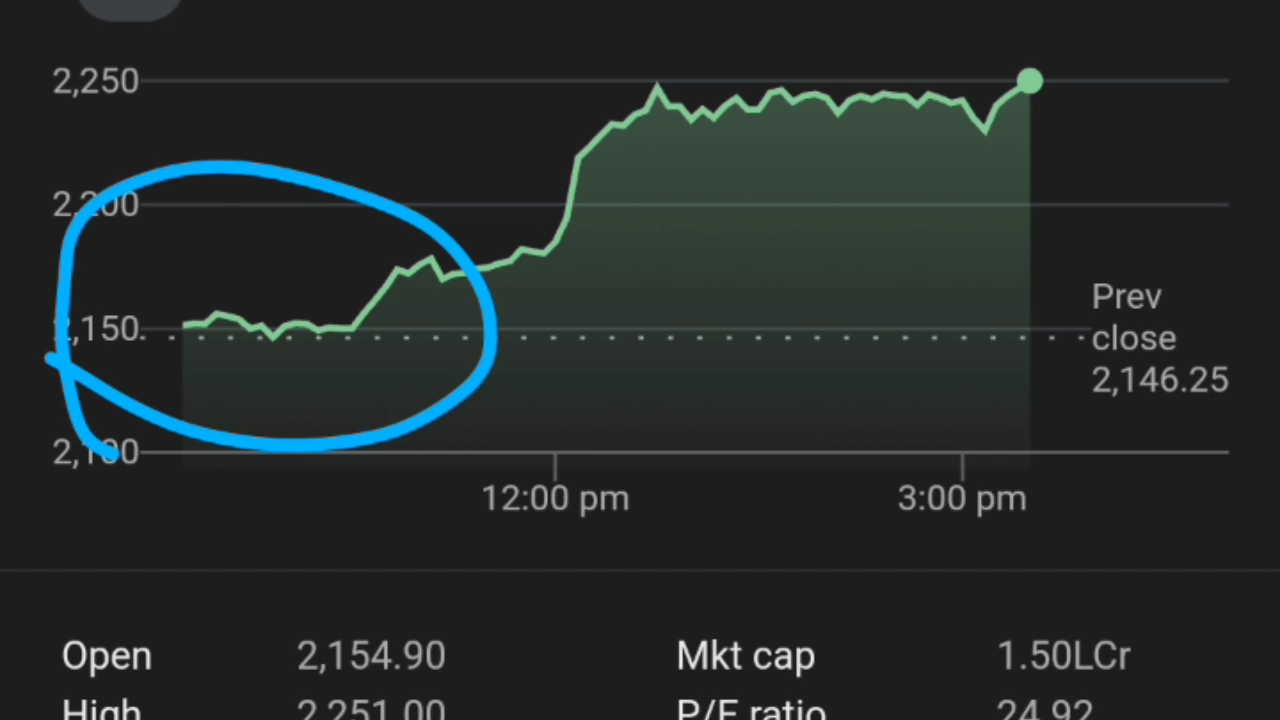 2,250
2,200
2,150
2,100
Prev
close
2,146.25
12:00 pm
3:00 pm
Open 2,154.90 Mkt cap 1.50LCr
High 2,251.00 P/E ratio 24.92